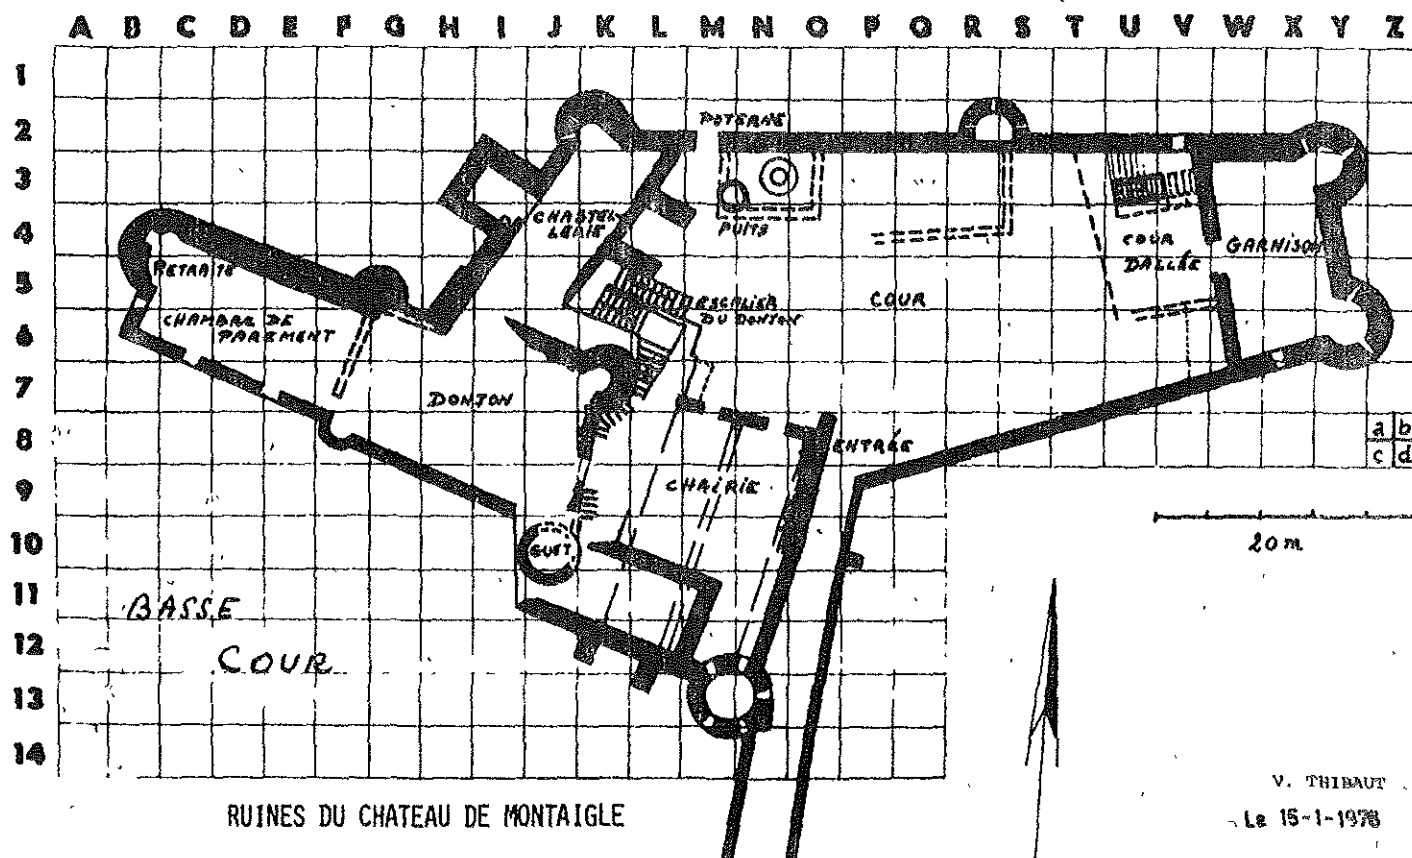 A B C D E F G H I J K L M N O P Q R S T U V W X Y Z
1
2
3
4
5
6
7
8
9
10
11
12
13
14
POTERNE
CHASTEL
LERIE
PUITS
COUR
DALLÉE
GARNISON
RETRAITE
CHAMBRE DE
PAREMENT
ESCALIER
DU DONJON
COUR
DONJON
ENTRÉE
CHAIRIE
GUET
a b
c d
20m
BASSE
COUR
RUINES DU CHATEAU DE MONTAIGLE
V. THIBAUT
Le 15-1-1978